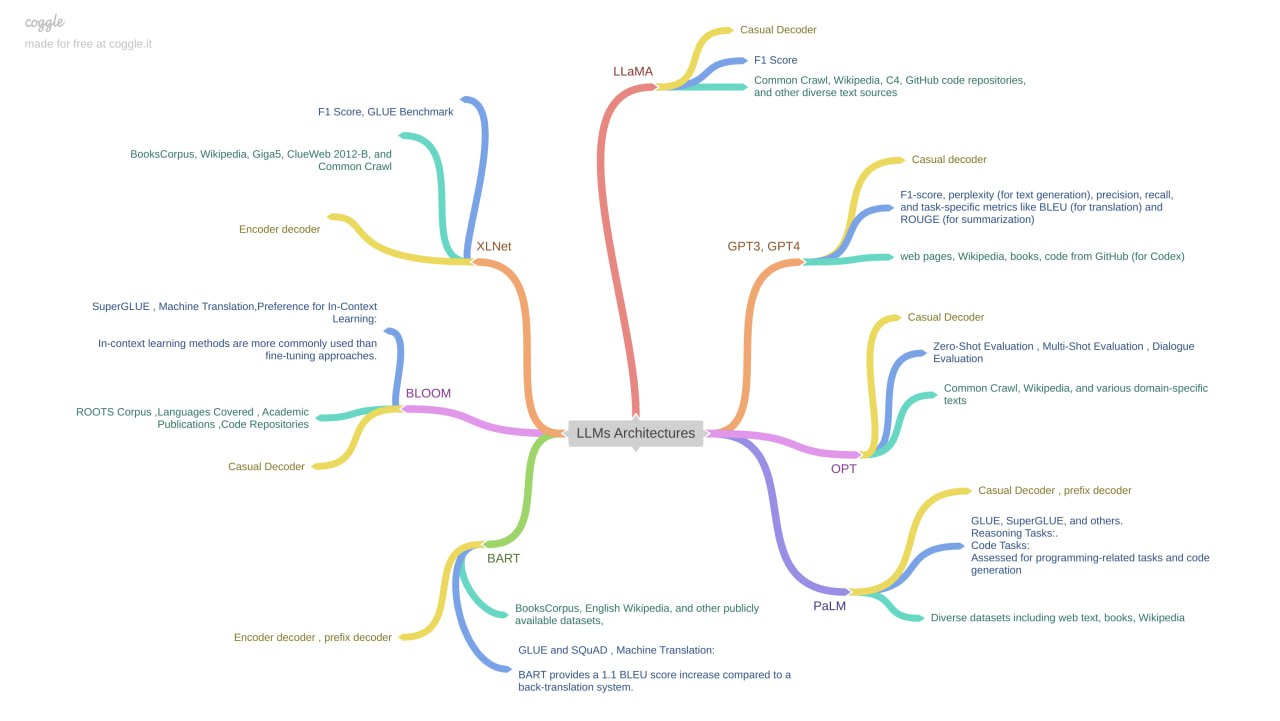 coggle
made for free at coggle.it
LLMs Architectures
LLaMA
Casual Decoder
F1 Score
Common Crawl, Wikipedia, C4, GitHub code repositories,
and other diverse text sources
GPT3, GPT4
Casual decoder
F1-score, perplexity (for text generation), precision, recall,
and task-specific metrics like BLEU (for translation) and
ROUGE (for summarization)
web pages, Wikipedia, books, code from GitHub (for Codex)
OPT
Casual Decoder
Zero-Shot Evaluation , Multi-Shot Evaluation , Dialogue
Evaluation
Common Crawl, Wikipedia, and various domain-specific
texts
PaLM
Casual Decoder , prefix decoder
GLUE, SuperGLUE, and others.
Reasoning Tasks:.
Code Tasks:
Assessed for programming-related tasks and code
generation
Diverse datasets including web text, books, Wikipedia
XLNet
F1 Score, GLUE Benchmark
BooksCorpus, Wikipedia, Giga5, ClueWeb 2012-B, and
Common Crawl
Encoder decoder
BLOOM
SuperGLUE , Machine Translation,Preference for In-Context
Learning:
In-context learning methods are more commonly used than
fine-tuning approaches.
ROOTS Corpus ,Languages Covered , Academic
Publications ,Code Repositories
Casual Decoder
BART
BooksCorpus, English Wikipedia, and other publicly
available datasets,
Encoder decoder , prefix decoder
GLUE and SQuAD , Machine Translation:
BART provides a 1.1 BLEU score increase compared to a
back-translation system.